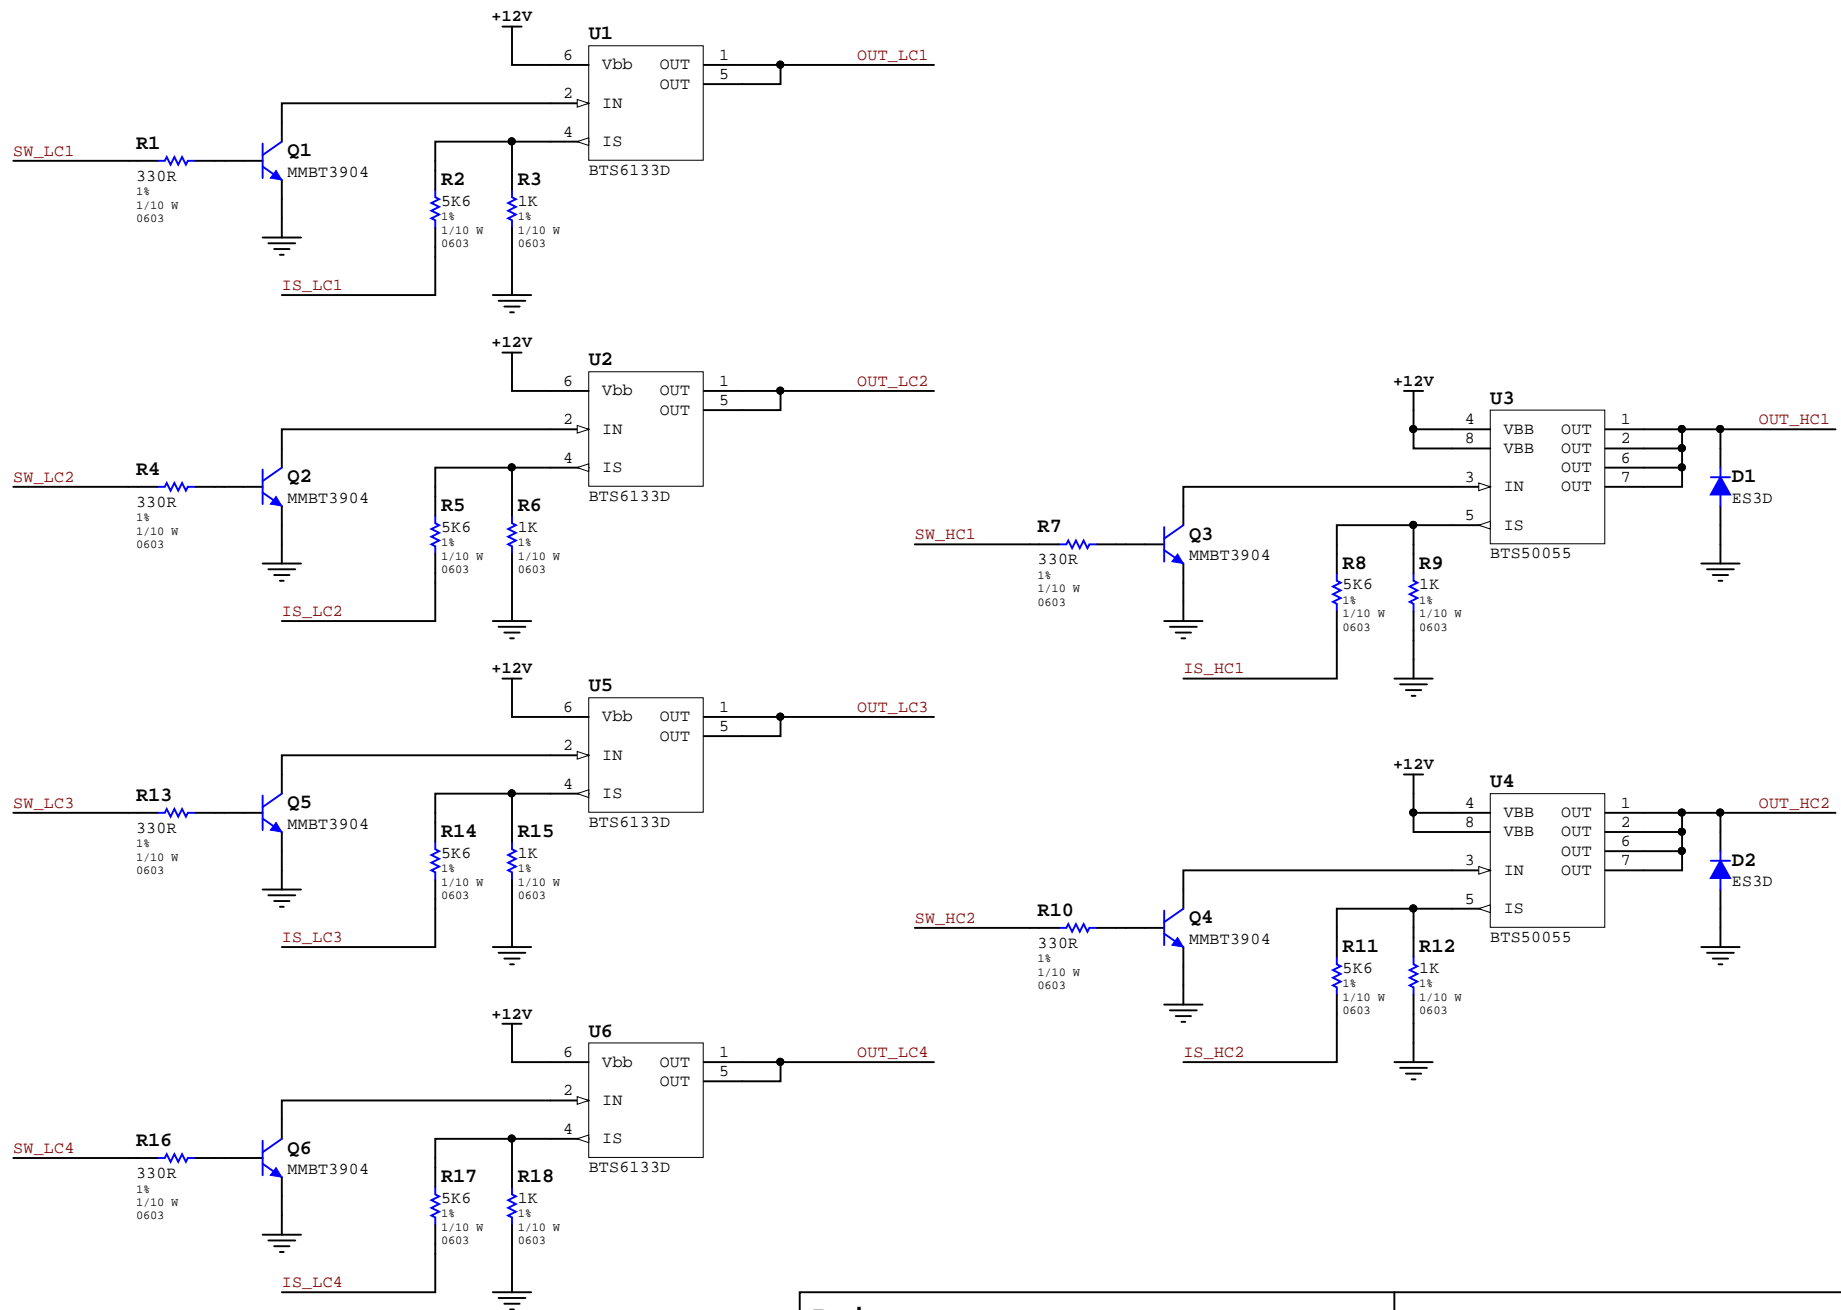 +12V
U1
6 Vbb OUT 1 OUT_LC1
OUT 5
2 IN
4 IS
BTS6133D
SW_LC1
R1
330R
1%
1/10 W
0603
Q1
MMBT3904
R2
5K6
1%
1/10 W
0603
R3
1K
1%
1/10 W
0603
IS_LC1
+12V
U2
6 Vbb OUT 1 OUT_LC2
OUT 5
2 IN
4 IS
BTS6133D
SW_LC2
R4
330R
1%
1/10 W
0603
Q2
MMBT3904
R5
5K6
1%
1/10 W
0603
R6
1K
1%
1/10 W
0603
IS_LC2
+12V
U5
6 Vbb OUT 1 OUT_LC3
OUT 5
2 IN
4 IS
BTS6133D
SW_LC3
R13
330R
1%
1/10 W
0603
Q5
MMBT3904
R14
5K6
1%
1/10 W
0603
R15
1K
1%
1/10 W
0603
IS_LC3
+12V
U6
6 Vbb OUT 1 OUT_LC4
OUT 5
2 IN
4 IS
BTS6133D
SW_LC4
R16
330R
1%
1/10 W
0603
Q6
MMBT3904
R17
5K6
1%
1/10 W
0603
R18
1K
1%
1/10 W
0603
IS_LC4
+12V
U3
4 VBB OUT 1 OUT_HC1
8 VBB OUT 2
OUT 6
3 IN OUT 7
5 IS
BTS50055
D1
ES3D
SW_HC1
R7
330R
1%
1/10 W
0603
Q3
MMBT3904
R8
5K6
1%
1/10 W
0603
R9
1K
1%
1/10 W
0603
IS_HC1
+12V
U4
4 VBB OUT 1 OUT_HC2
8 VBB OUT 2
OUT 6
3 IN OUT 7
5 IS
BTS50055
D2
ES3D
SW_HC2
R10
330R
1%
1/10 W
0603
Q4
MMBT3904
R11
5K6
1%
1/10 W
0603
R12
1K
1%
1/10 W
0603
IS_HC2